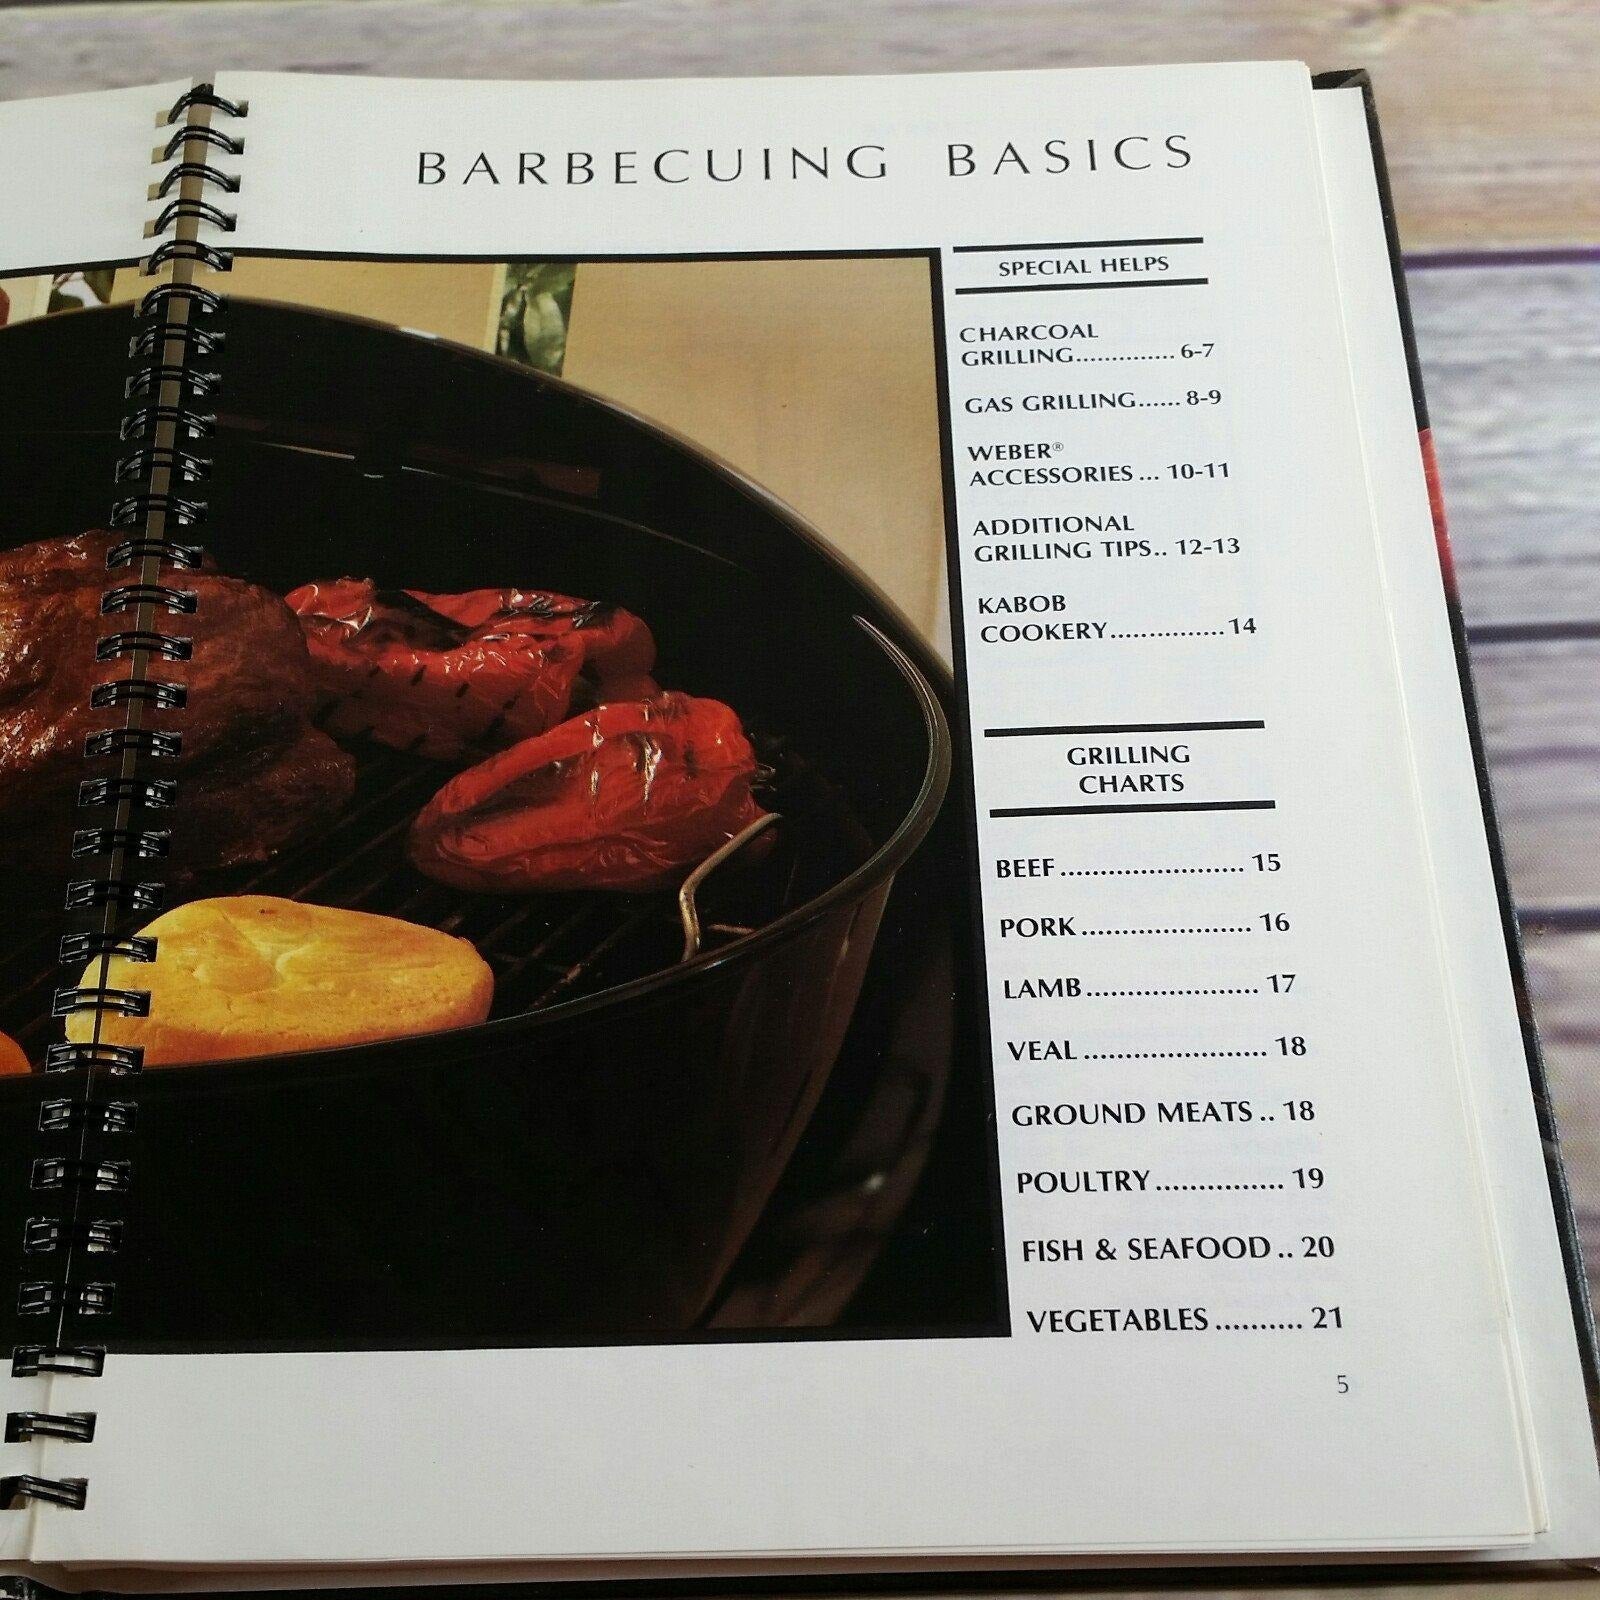 BARBECUING BASICS
SPECIAL HELPS
CHARCOAL
GRILLING.............. 6-7
GAS GRILLING...... 8-9
WEBER®
ACCESSORIES ... 10-11
ADDITIONAL
GRILLING TIPS.. 12-13
KABOB
COOKERY............... 14
GRILLING
CHARTS
BEEF ....................... 15
PORK ..................... 16
LAMB ..................... 17
VEAL ...................... 18
GROUND MEATS .. 18
POULTRY ................ 19
FISH & SEAFOOD .. 20
VEGETABLES .......... 21
5